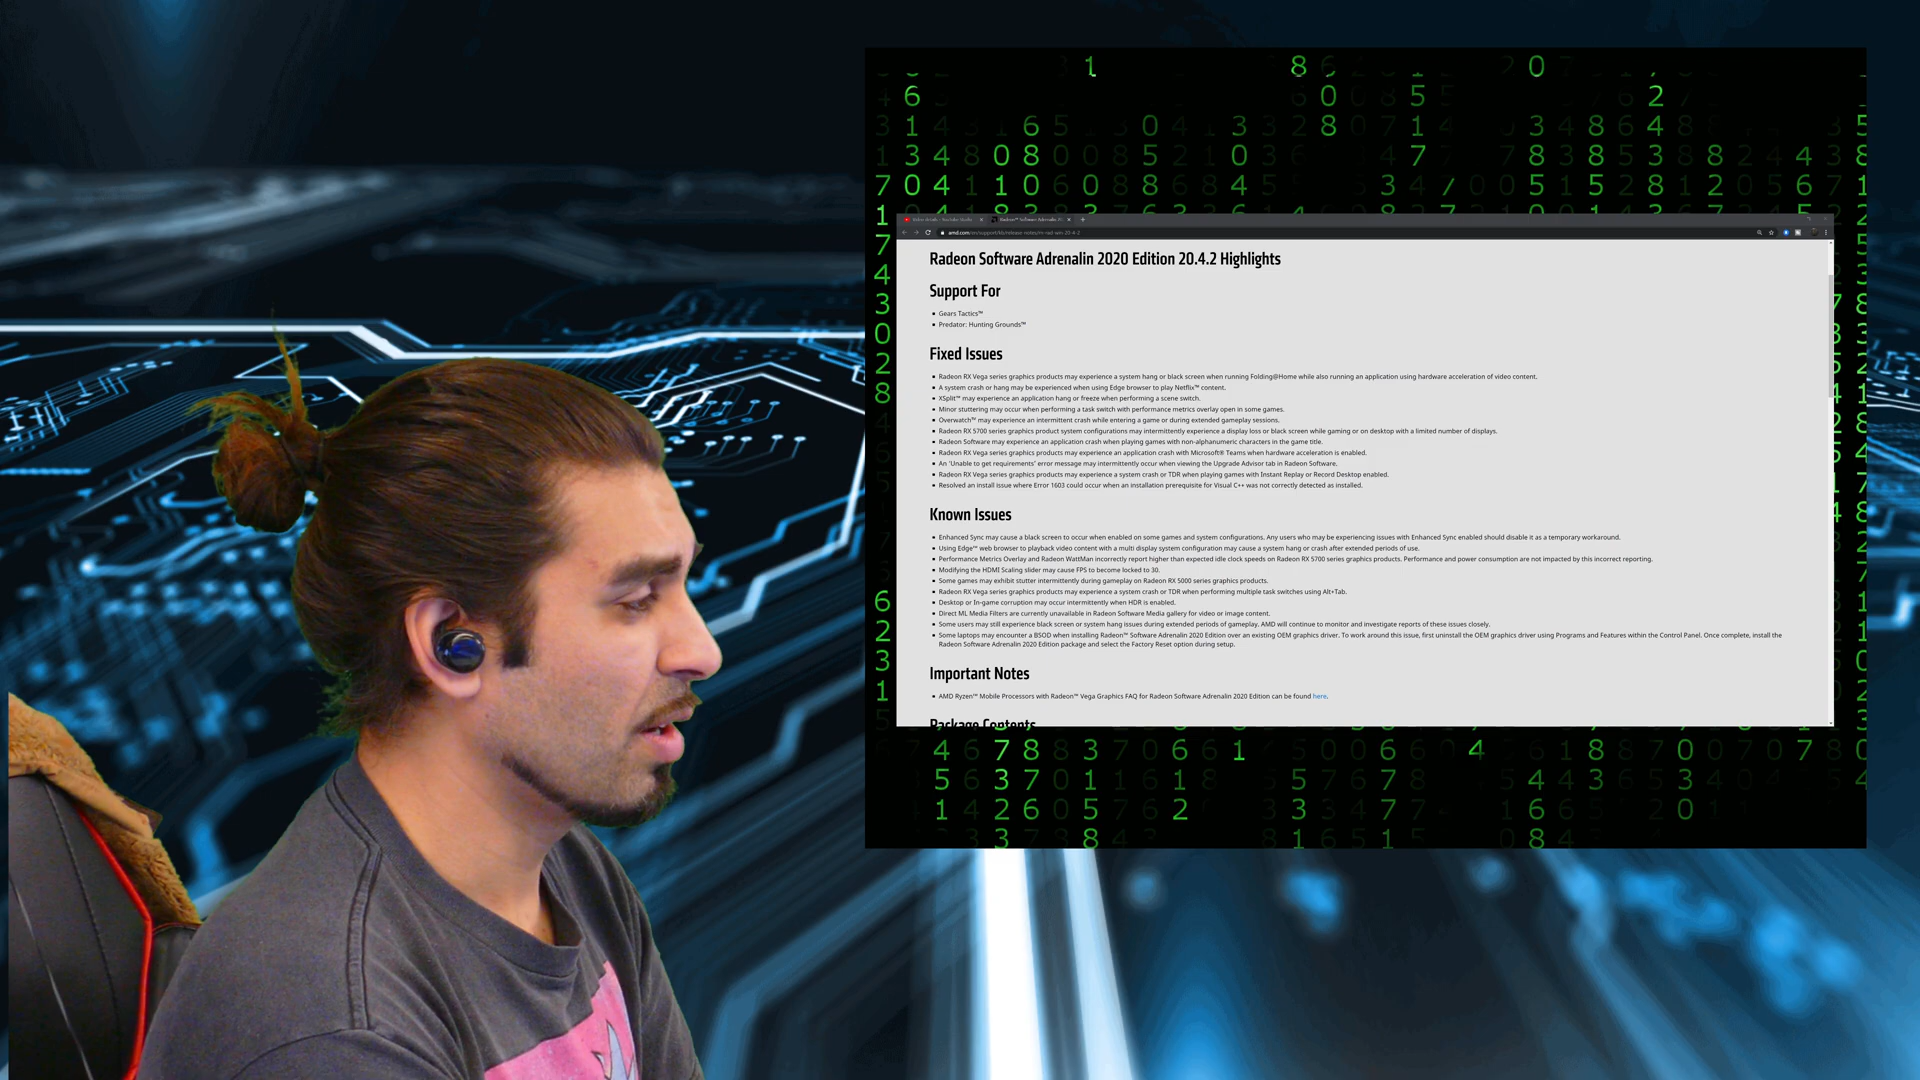 Video details - YouTube Studio
Radeon™ Software Adrenalin 20
amd.com/en/support/kb/release-notes/rn-rad-win-20-4-2
Radeon Software Adrenalin 2020 Edition 20.4.2 Highlights
Support For
Gears Tactics™
Predator: Hunting Grounds™
Fixed Issues
Radeon RX Vega series graphics products may experience a system hang or black screen when running Folding@Home while also running an application using hardware acceleration of video content.
A system crash or hang may be experienced when using Edge browser to play Netflix™ content.
XSplit™ may experience an application hang or freeze when performing a scene switch.
Minor stuttering may occur when performing a task switch with performance metrics overlay open in some games.
Overwatch™ may experience an intermittent crash while entering a game or during extended gameplay sessions.
Radeon RX 5700 series graphics product system configurations may intermittently experience a display loss or black screen while gaming or on desktop with a limited number of displays.
Radeon Software may experience an application crash when playing games with non-alphanumeric characters in the game title.
Radeon RX Vega series graphics products may experience an application crash with Microsoft® Teams when hardware acceleration is enabled.
An 'Unable to get requirements' error message may intermittently occur when viewing the Upgrade Advisor tab in Radeon Software.
Radeon RX Vega series graphics products may experience a system crash or TDR when playing games with Instant Replay or Record Desktop enabled.
Resolved an install issue where Error 1603 could occur when an installation prerequisite for Visual C++ was not correctly detected as installed.
Known Issues
Enhanced Sync may cause a black screen to occur when enabled on some games and system configurations. Any users who may be experiencing issues with Enhanced Sync enabled should disable it as a temporary workaround.
Using Edge™ web browser to playback video content with a multi display system configuration may cause a system hang or crash after extended periods of use.
Performance Metrics Overlay and Radeon WattMan incorrectly report higher than expected idle clock speeds on Radeon RX 5700 series graphics products. Performance and power consumption are not impacted by this incorrect reporting.
Modifying the HDMI Scaling slider may cause FPS to become locked to 30.
Some games may exhibit stutter intermittently during gameplay on Radeon RX 5000 series graphics products.
Radeon RX Vega series graphics products may experience a system crash or TDR when performing multiple task switches using Alt+Tab.
Desktop or In-game corruption may occur intermittently when HDR is enabled.
Direct ML Media Filters are currently unavailable in Radeon Software Media gallery for video or image content.
Some users may still experience black screen or system hang issues during extended periods of gameplay. AMD will continue to monitor and investigate reports of these issues closely.
Some laptops may encounter a BSOD when installing Radeon™ Software Adrenalin 2020 Edition over an existing OEM graphics driver. To work around this issue, first uninstall the OEM graphics driver using Programs and Features within the Control Panel. Once complete, install the
Radeon Software Adrenalin 2020 Edition package and select the Factory Reset option during setup.
Important Notes
AMD Ryzen™ Mobile Processors with Radeon™ Vega Graphics FAQ for Radeon Software Adrenalin 2020 Edition can be found here.
Package Contents